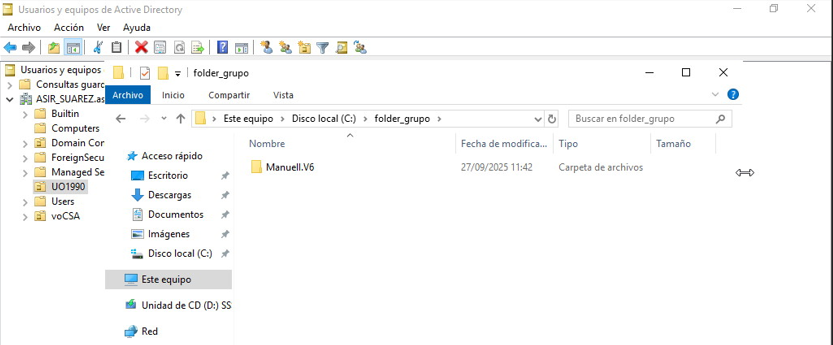 Usuarios y equipos de Active Directory
Archivo Acción Ver Ayuda
Usuarios y equipos
Consultas guar
ASIR_SUAREZ.as
Builtin
Computers
Domain Con
ForeignSecu
Managed Se
UO1990
Users
voCSA
folder_grupo
Archivo Inicio Compartir Vista
Este equipo > Disco local (C:) > folder_grupo >
Buscar en folder_grupo
Acceso rápido
Escritorio
Descargas
Documentos
Imágenes
Disco local (C:)
Este equipo
Unidad de CD (D:) SS
Red
Nombre Fecha de modifica... Tipo Tamaño
Manuell.V6 27/09/2025 11:42 Carpeta de archivos